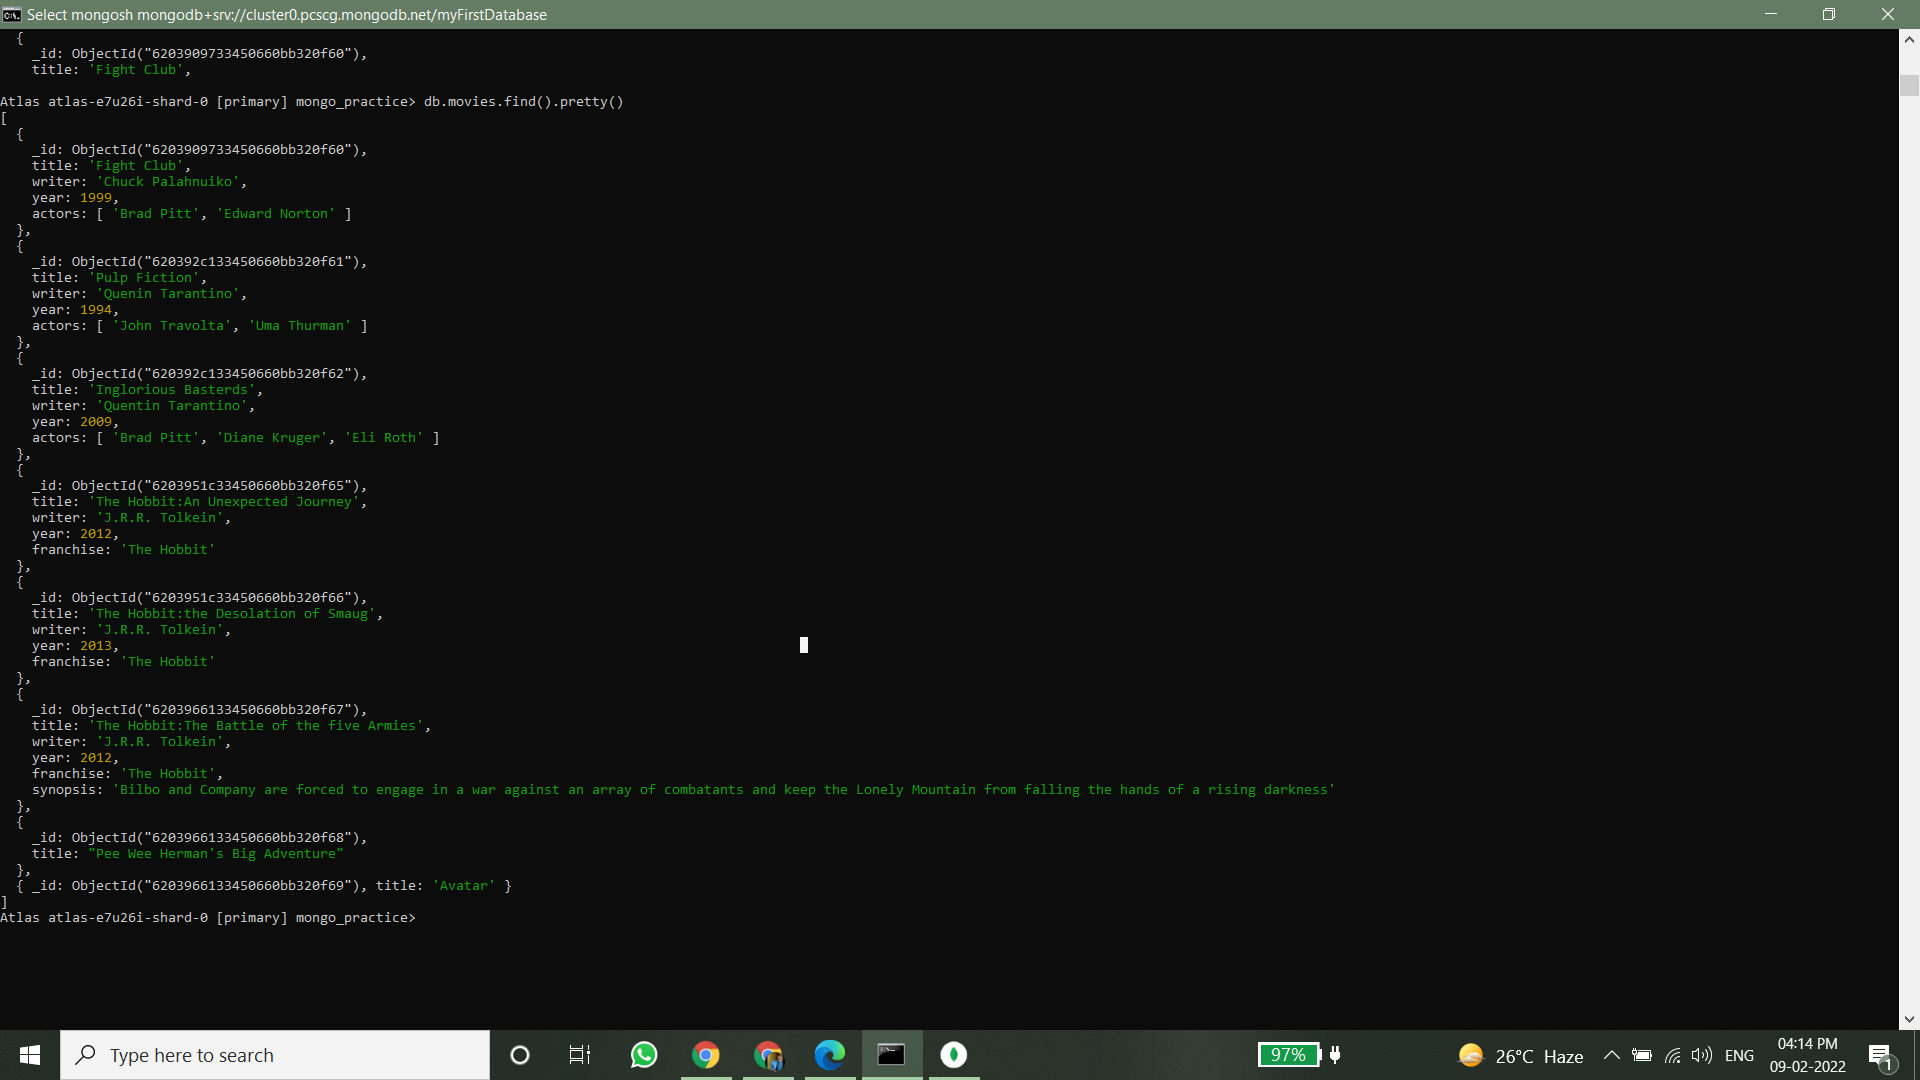 Select mongosh mongodb+srv://cluster0.pcscg.mongodb.net/myFirstDatabase
{
_id: ObjectId("6203909733450660bb320f60"),
title: 'Fight Club',
Atlas atlas-e7u26i-shard-0 [primary] mongo_practice> db.movies.find().pretty()
[
{
_id: ObjectId("6203909733450660bb320f60"),
title: 'Fight Club',
writer: 'Chuck Palahnuiko',
year: 1999,
actors: [ 'Brad Pitt', 'Edward Norton' ]
},
{
_id: ObjectId("620392c133450660bb320f61"),
title: 'Pulp Fiction',
writer: 'Quenin Tarantino',
year: 1994,
actors: [ 'John Travolta', 'Uma Thurman' ]
},
{
_id: ObjectId("620392c133450660bb320f62"),
title: 'Inglorious Basterds',
writer: 'Quentin Tarantino',
year: 2009,
actors: [ 'Brad Pitt', 'Diane Kruger', 'Eli Roth' ]
},
{
_id: ObjectId("6203951c33450660bb320f65"),
title: 'The Hobbit:An Unexpected Journey',
writer: 'J.R.R. Tolkein',
year: 2012,
franchise: 'The Hobbit'
},
{
_id: ObjectId("6203951c33450660bb320f66"),
title: 'The Hobbit:the Desolation of Smaug',
writer: 'J.R.R. Tolkein',
year: 2013,
franchise: 'The Hobbit'
},
{
_id: ObjectId("6203966133450660bb320f67"),
title: 'The Hobbit:The Battle of the five Armies',
writer: 'J.R.R. Tolkein',
year: 2012,
franchise: 'The Hobbit',
synopsis: 'Bilbo and Company are forced to engage in a war against an array of combatants and keep the Lonely Mountain from falling the hands of a rising darkness'
},
{
_id: ObjectId("6203966133450660bb320f68"),
title: "Pee Wee Herman's Big Adventure"
},
{ _id: ObjectId("6203966133450660bb320f69"), title: 'Avatar' }
]
Atlas atlas-e7u26i-shard-0 [primary] mongo_practice>
Type here to search
97%
26°C Haze
ENG
04:14 PM
09-02-2022
1